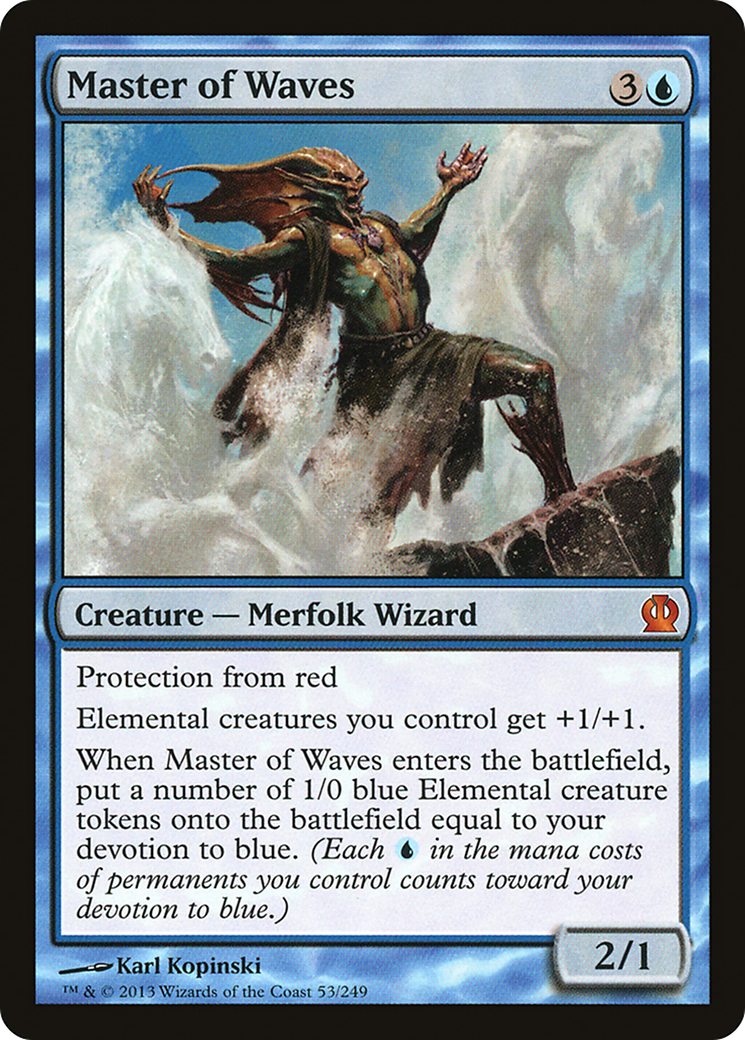 Master of Waves 3
Creature — Merfolk Wizard
Protection from red
Elemental creatures you control get +1/+1.
When Master of Waves enters the battlefield,
put a number of 1/0 blue Elemental creature
tokens onto the battlefield equal to your
devotion to blue. (Each in the mana costs
of permanents you control counts toward your
devotion to blue.)
2/1
Karl Kopinski
™ & © 2013 Wizards of the Coast 53/249